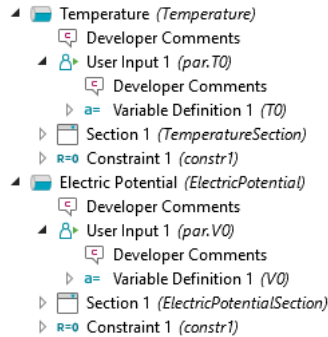 Temperature (Temperature)
Developer Comments
User Input 1 (par.T0)
Developer Comments
a= Variable Definition 1 (T0)
Section 1 (TemperatureSection)
R=0 Constraint 1 (constr1)
Electric Potential (ElectricPotential)
Developer Comments
User Input 1 (par.V0)
Developer Comments
a= Variable Definition 1 (V0)
Section 1 (ElectricPotentialSection)
R=0 Constraint 1 (constr1)